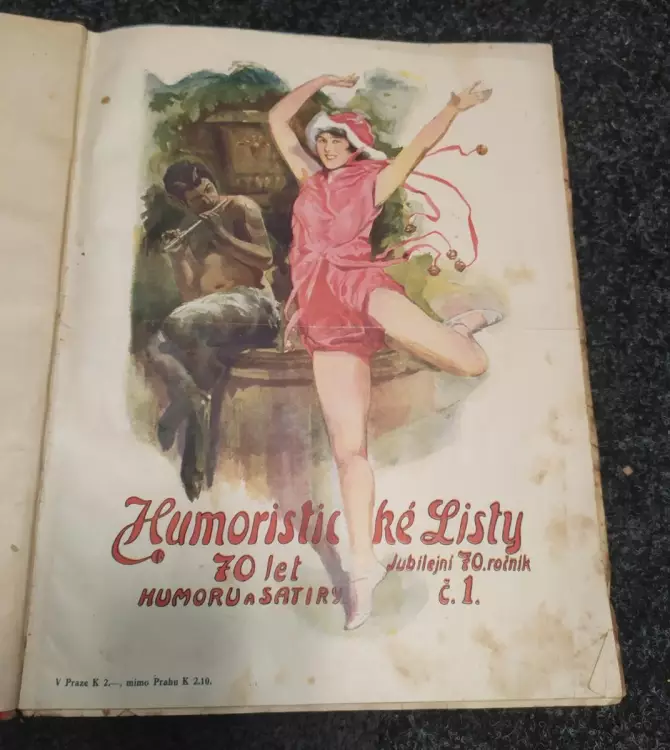 Humoristické Listy
70 let
HUMORU A SATIRY
Jubilejní 70. ročník
č. 1.
V Praze K 2.—, mimo Prahu K 2.10.